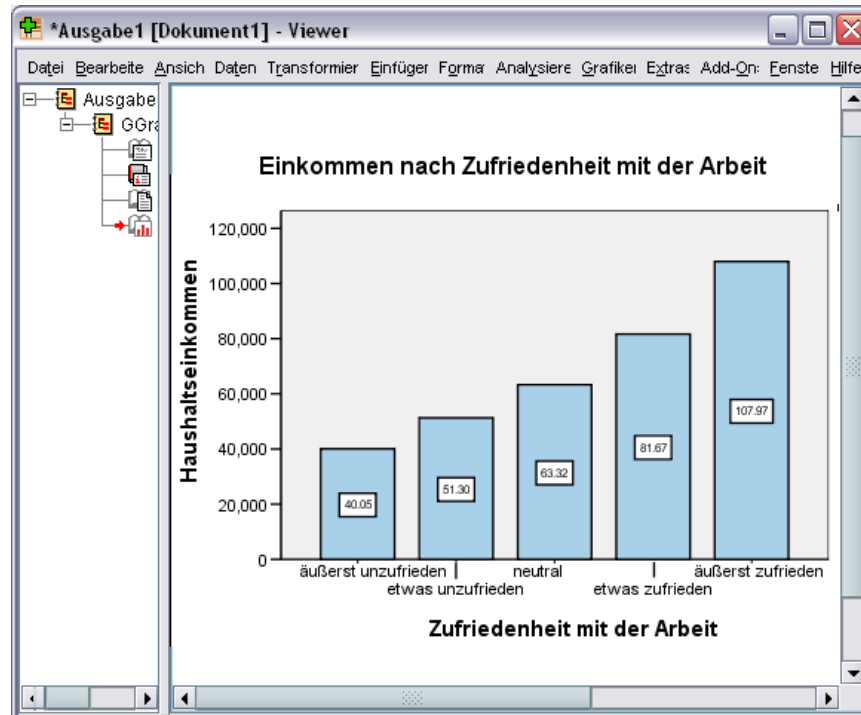 *Ausgabe1 [Dokument1] - Viewer
Datei Bearbeite Ansich Daten Transformier Einfüger Forma Analysiere Grafiker Extras Add-On: Fenste Hilfe
Ausgabe
GGra
Einkommen nach Zufriedenheit mit der Arbeit
Haushaltseinkommen
120,000
100,000
80,000
60,000
40,000
20,000
0
40.05
51.30
63.32
81.67
107.97
äußerst unzufrieden
etwas unzufrieden
neutral
etwas zufrieden
äußerst zufrieden
Zufriedenheit mit der Arbeit